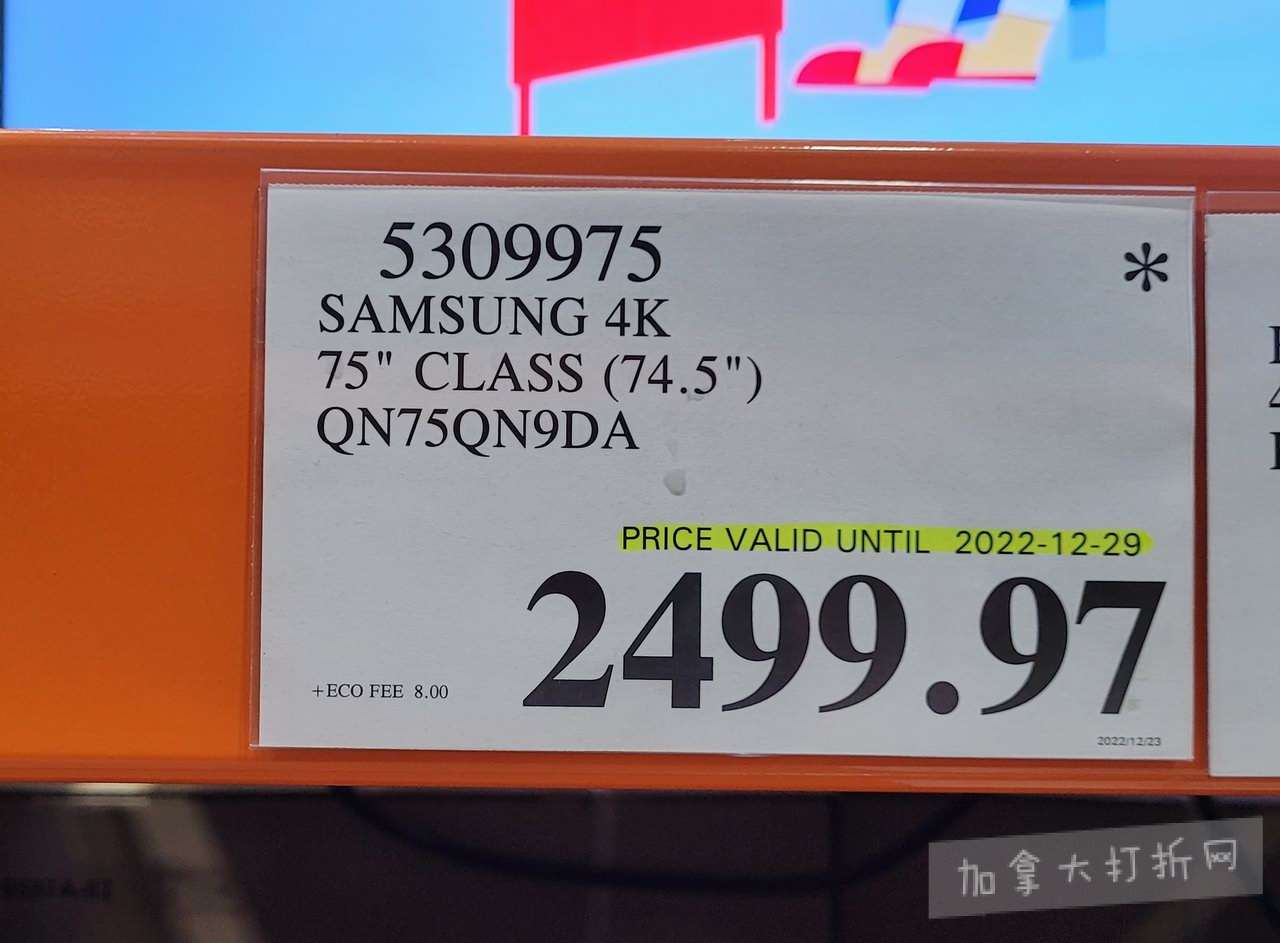 5309975
*
SAMSUNG 4K
75" CLASS (74.5")
QN75QN9DA
PRICE VALID UNTIL 2022-12-29
2499.97
+ECO FEE 8.00
2022/12/23
加拿大打折网